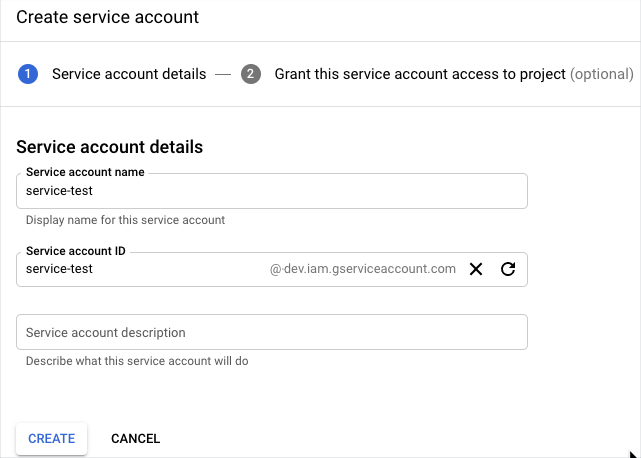 Create service account
1 Service account details — 2 Grant this service account access to project (optional)
Service account details
Service account name
service-test
Display name for this service account
Service account ID
service-test @-dev.iam.gserviceaccount.com
Service account description
Describe what this service account will do
CREATE CANCEL